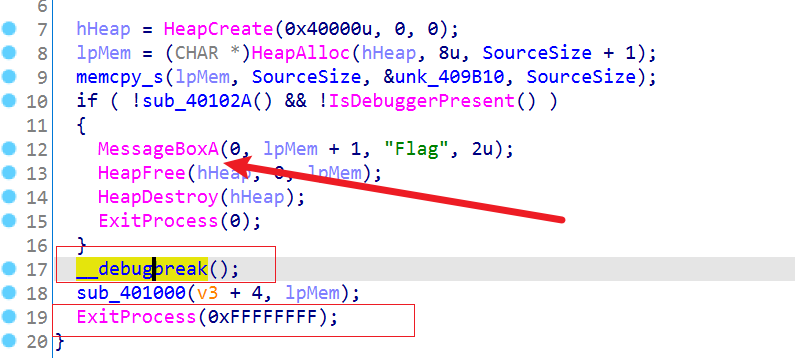 6
7 hHeap = HeapCreate(0x40000u, 0, 0);
8 lpMem = (CHAR *)HeapAlloc(hHeap, 8u, SourceSize + 1);
9 memcpy_s(lpMem, SourceSize, &unk_409B10, SourceSize);
10 if ( !sub_40102A() && !IsDebuggerPresent() )
11 {
12 MessageBoxA(0, lpMem + 1, "Flag", 2u);
13 HeapFree(hHeap, 0, lpMem);
14 HeapDestroy(hHeap);
15 ExitProcess(0);
16 }
17 __debugbreak();
18 sub_401000(v3 + 4, lpMem);
19 ExitProcess(0xFFFFFFFF);
20 }